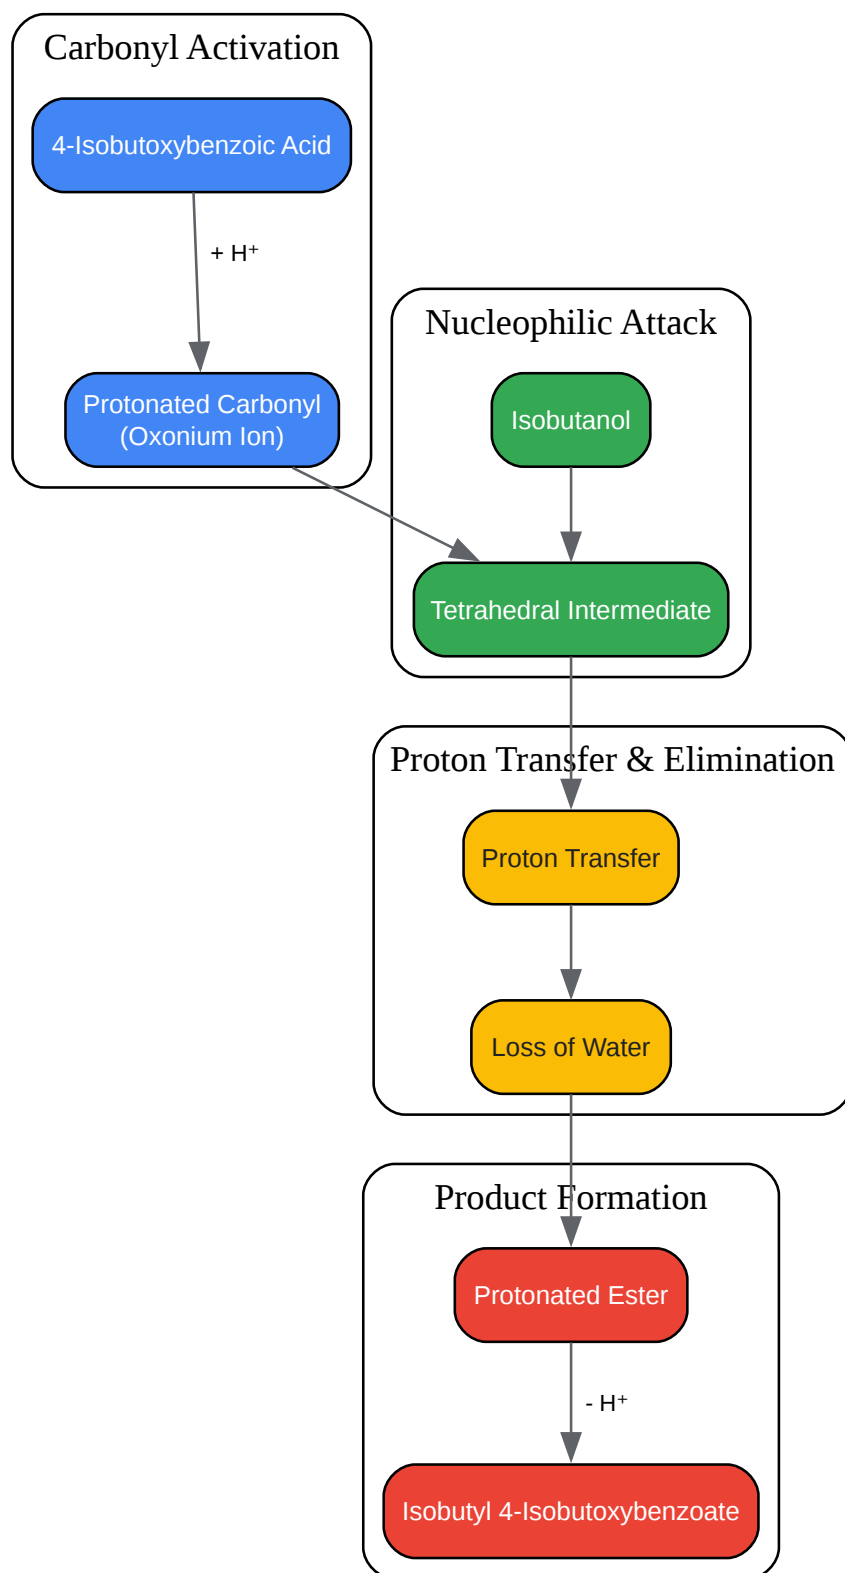 Carbonyl Activation
4-Isobutoxybenzoic Acid
+ H⁺
Protonated Carbonyl
(Oxonium Ion)
Nucleophilic Attack
Isobutanol
Tetrahedral Intermediate
Proton Transfer & Elimination
Proton Transfer
Loss of Water
Product Formation
Protonated Ester
- H⁺
Isobutyl 4-Isobutoxybenzoate